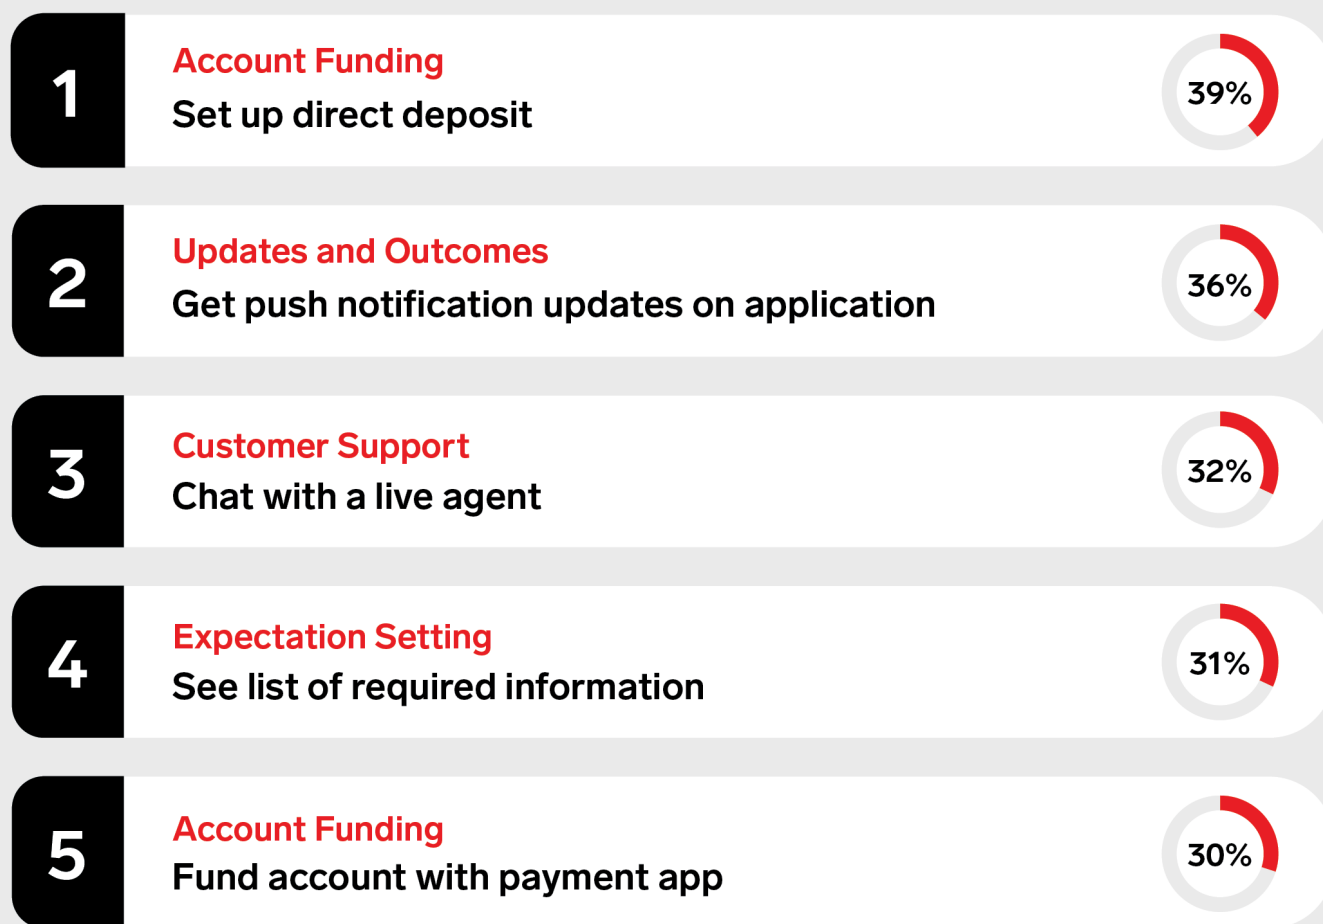 1
Account Funding
Set up direct deposit
39%
2
Updates and Outcomes
Get push notification updates on application
36%
3
Customer Support
Chat with a live agent
32%
4
Expectation Setting
See list of required information
31%
5
Account Funding
Fund account with payment app
30%